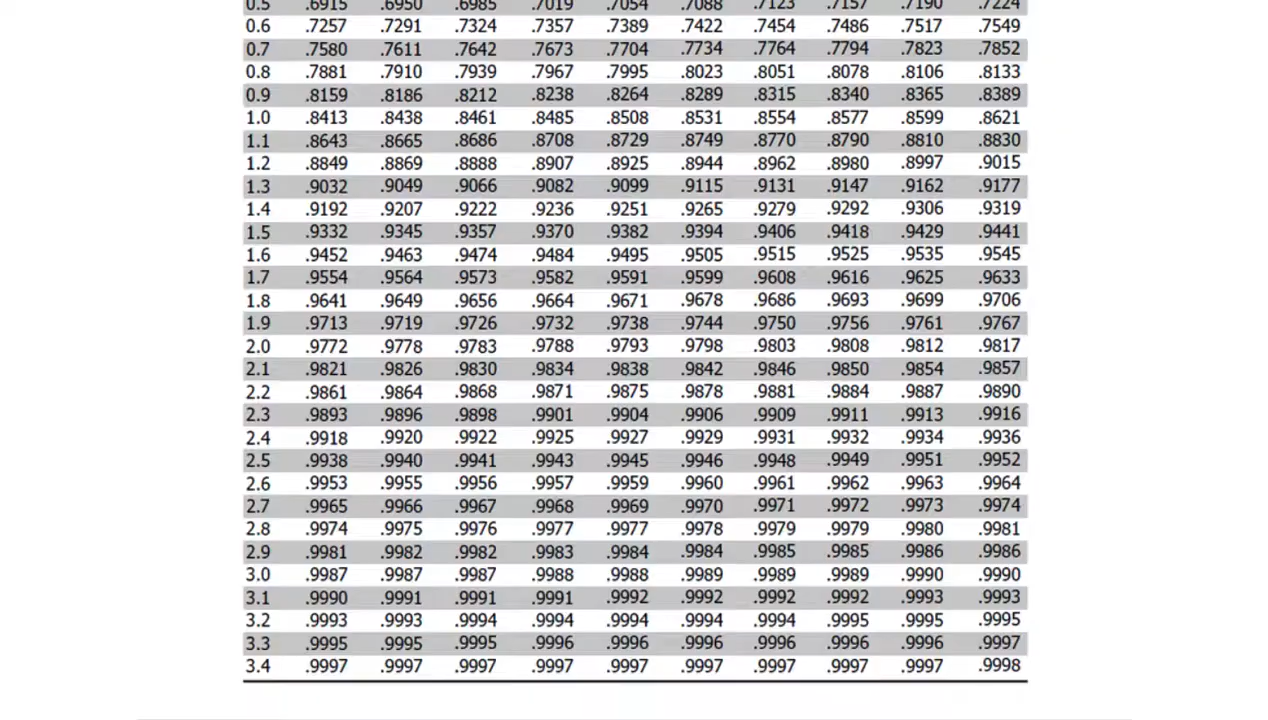 0.5 .6915 .6950 .6985 .7019 .7054 .7088 .7123 .7157 .7190 .7224
0.6 .7257 .7291 .7324 .7357 .7389 .7422 .7454 .7486 .7517 .7549
0.7 .7580 .7611 .7642 .7673 .7704 .7734 .7764 .7794 .7823 .7852
0.8 .7881 .7910 .7939 .7967 .7995 .8023 .8051 .8078 .8106 .8133
0.9 .8159 .8186 .8212 .8238 .8264 .8289 .8315 .8340 .8365 .8389
1.0 .8413 .8438 .8461 .8485 .8508 .8531 .8554 .8577 .8599 .8621
1.1 .8643 .8665 .8686 .8708 .8729 .8749 .8770 .8790 .8810 .8830
1.2 .8849 .8869 .8888 .8907 .8925 .8944 .8962 .8980 .8997 .9015
1.3 .9032 .9049 .9066 .9082 .9099 .9115 .9131 .9147 .9162 .9177
1.4 .9192 .9207 .9222 .9236 .9251 .9265 .9279 .9292 .9306 .9319
1.5 .9332 .9345 .9357 .9370 .9382 .9394 .9406 .9418 .9429 .9441
1.6 .9452 .9463 .9474 .9484 .9495 .9505 .9515 .9525 .9535 .9545
1.7 .9554 .9564 .9573 .9582 .9591 .9599 .9608 .9616 .9625 .9633
1.8 .9641 .9649 .9656 .9664 .9671 .9678 .9686 .9693 .9699 .9706
1.9 .9713 .9719 .9726 .9732 .9738 .9744 .9750 .9756 .9761 .9767
2.0 .9772 .9778 .9783 .9788 .9793 .9798 .9803 .9808 .9812 .9817
2.1 .9821 .9826 .9830 .9834 .9838 .9842 .9846 .9850 .9854 .9857
2.2 .9861 .9864 .9868 .9871 .9875 .9878 .9881 .9884 .9887 .9890
2.3 .9893 .9896 .9898 .9901 .9904 .9906 .9909 .9911 .9913 .9916
2.4 .9918 .9920 .9922 .9925 .9927 .9929 .9931 .9932 .9934 .9936
2.5 .9938 .9940 .9941 .9943 .9945 .9946 .9948 .9949 .9951 .9952
2.6 .9953 .9955 .9956 .9957 .9959 .9960 .9961 .9962 .9963 .9964
2.7 .9965 .9966 .9967 .9968 .9969 .9970 .9971 .9972 .9973 .9974
2.8 .9974 .9975 .9976 .9977 .9977 .9978 .9979 .9979 .9980 .9981
2.9 .9981 .9982 .9982 .9983 .9984 .9984 .9985 .9985 .9986 .9986
3.0 .9987 .9987 .9987 .9988 .9988 .9989 .9989 .9989 .9990 .9990
3.1 .9990 .9991 .9991 .9991 .9992 .9992 .9992 .9992 .9993 .9993
3.2 .9993 .9993 .9994 .9994 .9994 .9994 .9994 .9995 .9995 .9995
3.3 .9995 .9995 .9995 .9996 .9996 .9996 .9996 .9996 .9996 .9997
3.4 .9997 .9997 .9997 .9997 .9997 .9997 .9997 .9997 .9997 .9998